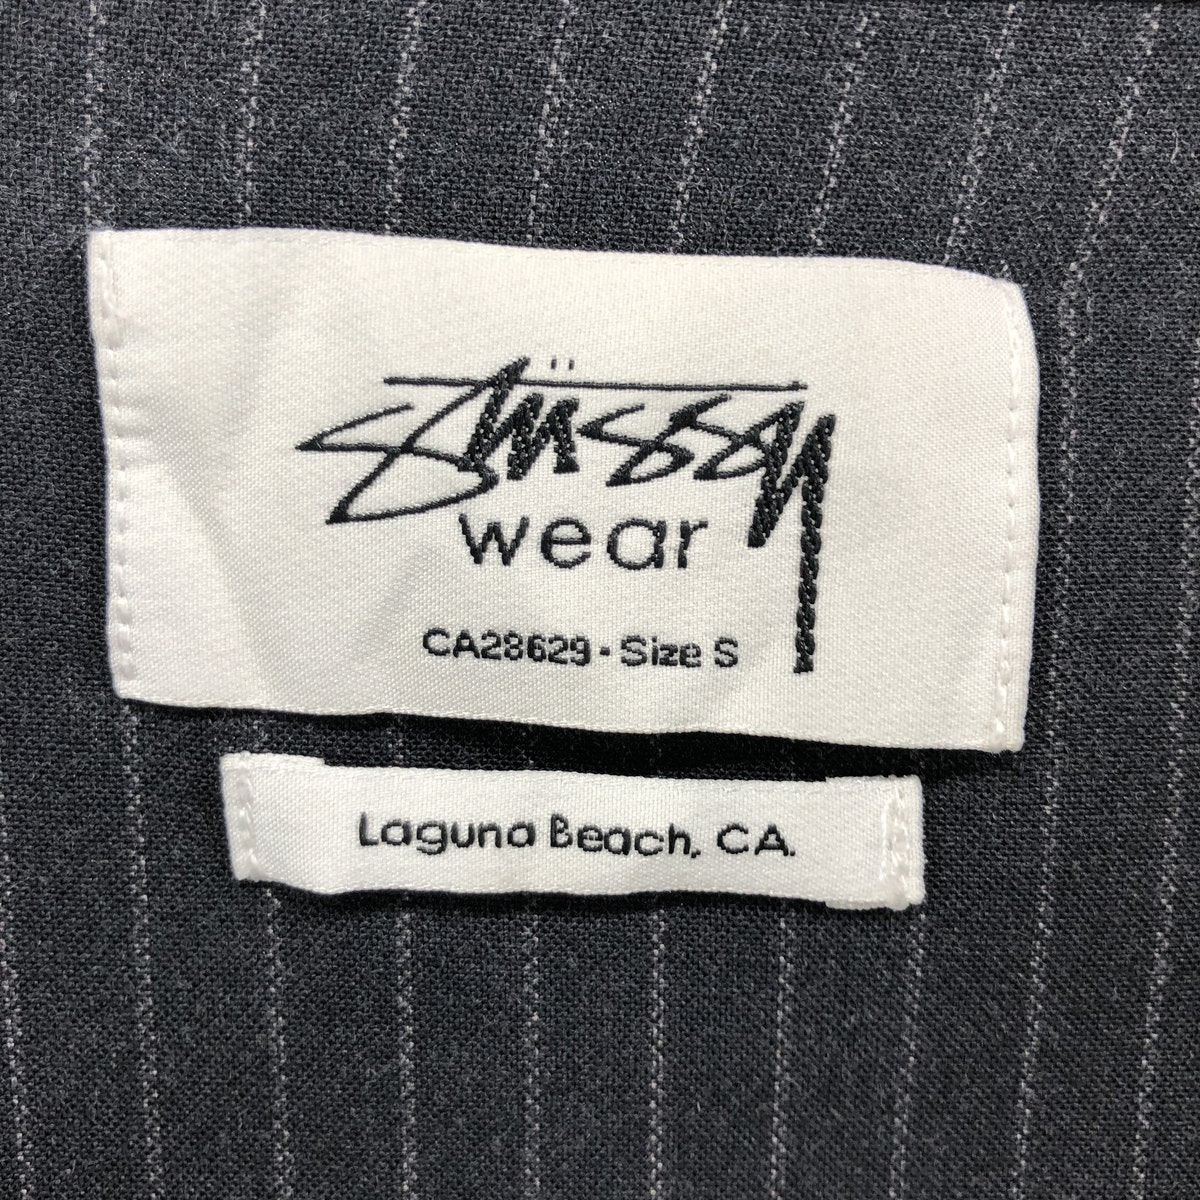 Stüssy
wear
CA28629 · Size S
Laguna Beach, CA.